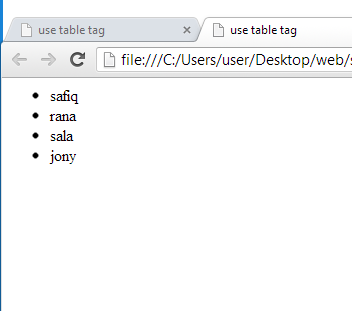 use table tag
use table tag
file:///C:/Users/user/Desktop/web/s
safiq
rana
sala
jony